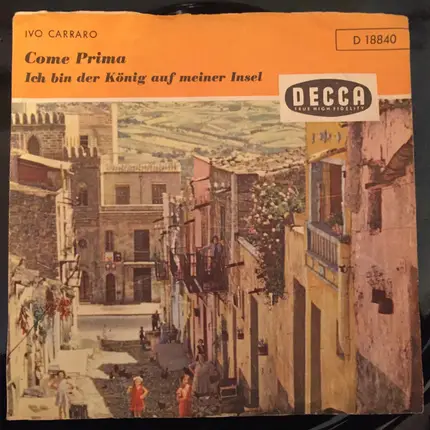 IVO CARRARO
D 18840
Come Prima
Ich bin der König auf meiner Insel
DECCA
TRUE HIGH FIDELITY